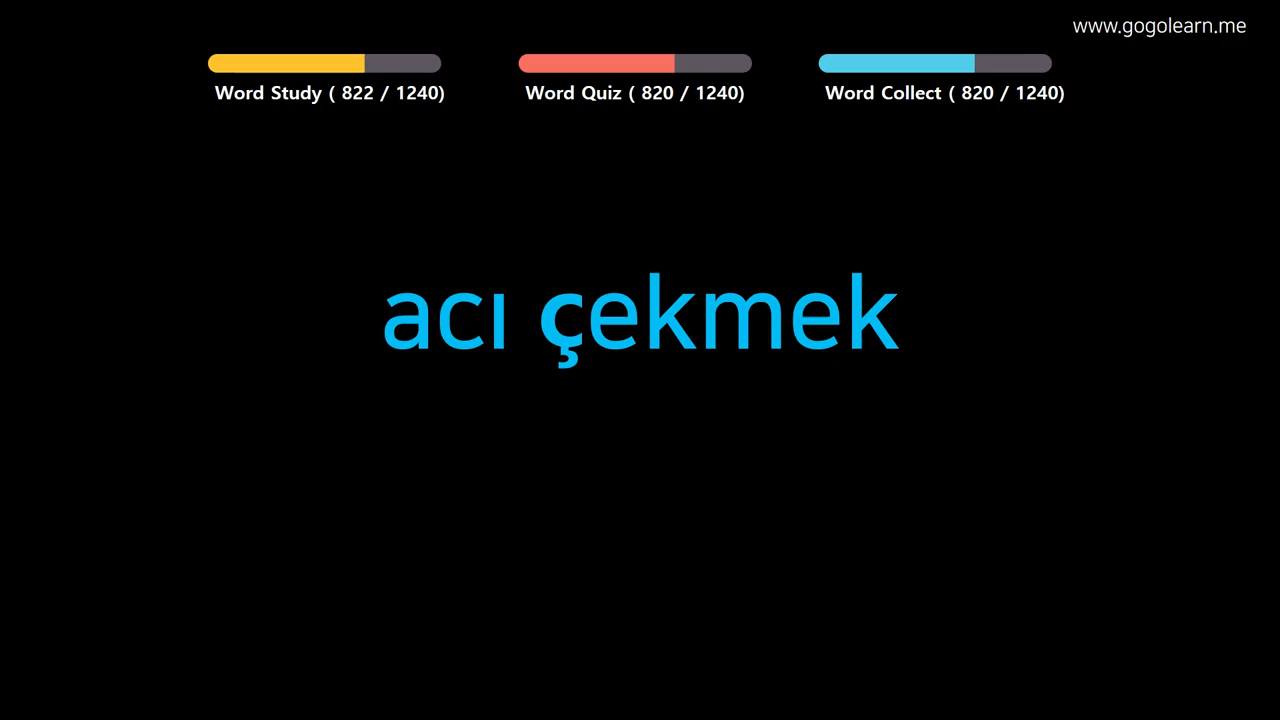 www.gogolearn.me
Word Study ( 822 / 1240)
Word Quiz ( 820 / 1240)
Word Collect ( 820 / 1240)
acı çekmek